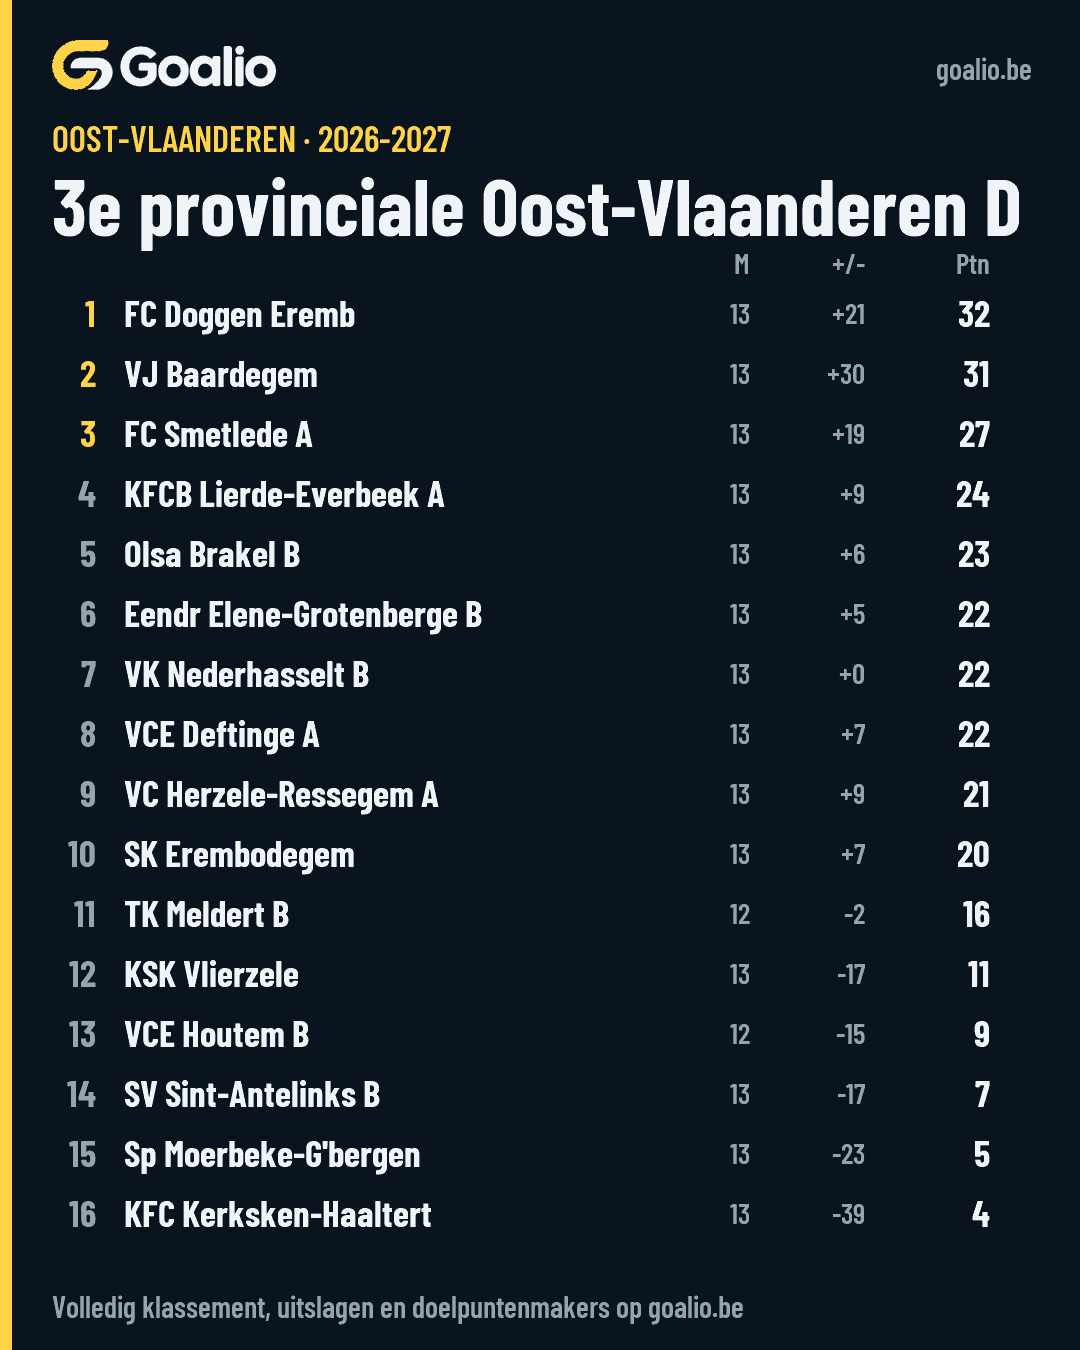 Goalio
goalio.be
OOST-VLAANDEREN · 2026-2027
3e provinciale Oost-Vlaanderen D
M +/- Ptn
1 FC Doggen Eremb 13 +21 32
2 VJ Baardegem 13 +30 31
3 FC Smetlede A 13 +19 27
4 KFCB Lierde-Everbeek A 13 +9 24
5 Olsa Brakel B 13 +6 23
6 Eendr Elene-Grotenberge B 13 +5 22
7 VK Nederhasselt B 13 +0 22
8 VCE Deftinge A 13 +7 22
9 VC Herzele-Ressegem A 13 +9 21
10 SK Erembodegem 13 +7 20
11 TK Meldert B 12 -2 16
12 KSK Vlierzele 13 -17 11
13 VCE Houtem B 12 -15 9
14 SV Sint-Antelinks B 13 -17 7
15 Sp Moerbeke-G'bergen 13 -23 5
16 KFC Kerksken-Haaltert 13 -39 4
Volledig klassement, uitslagen en doelpuntenmakers op goalio.be